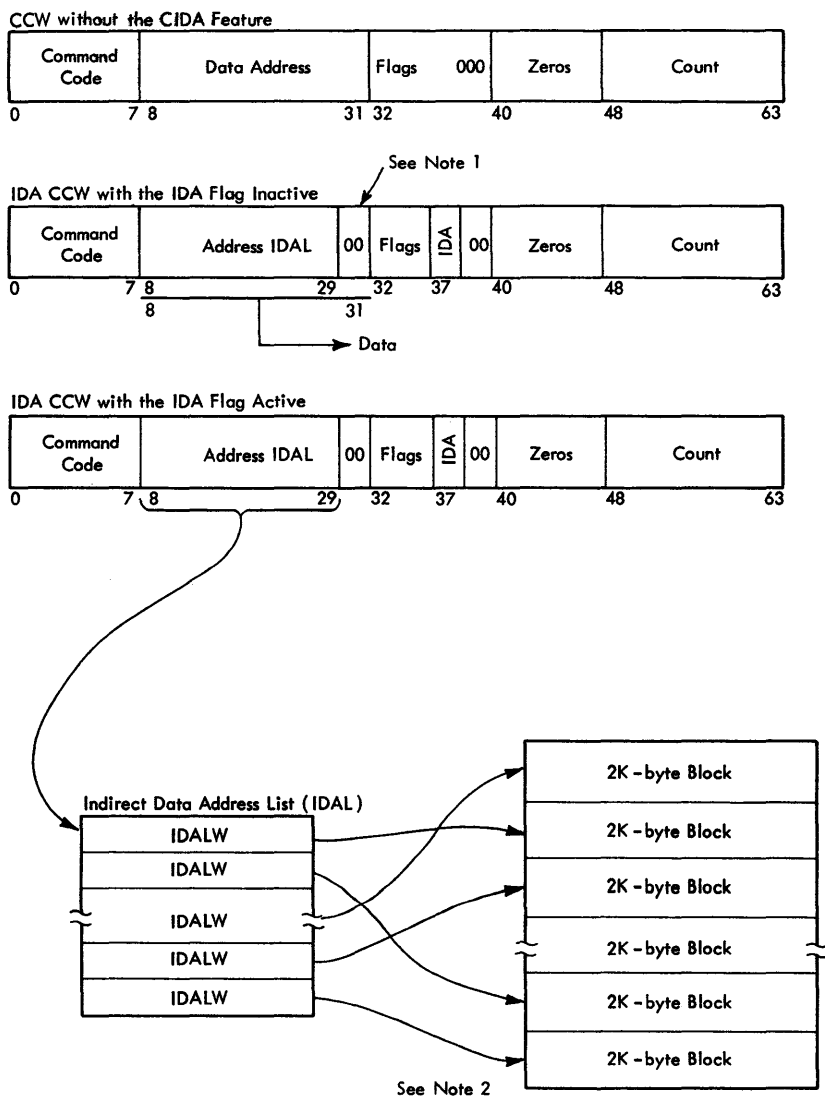 CCW without the CIDA Feature
Command Code
Data Address
Flags 000
Zeros
Count
0 7 8 31 32 40 48 63
See Note 1
IDA CCW with the IDA Flag Inactive
Command Code
Address IDAL
00
Flags
IDA
00
Zeros
Count
0 7 8 29 32 37 40 48 63
8 31
Data
IDA CCW with the IDA Flag Active
Command Code
Address IDAL
00
Flags
IDA
00
Zeros
Count
0 7 8 29 32 37 40 48 63
Indirect Data Address List (IDAL)
IDALW
IDALW
IDALW
IDALW
IDALW
2K-byte Block
2K-byte Block
2K-byte Block
2K-byte Block
2K-byte Block
2K-byte Block
See Note 2